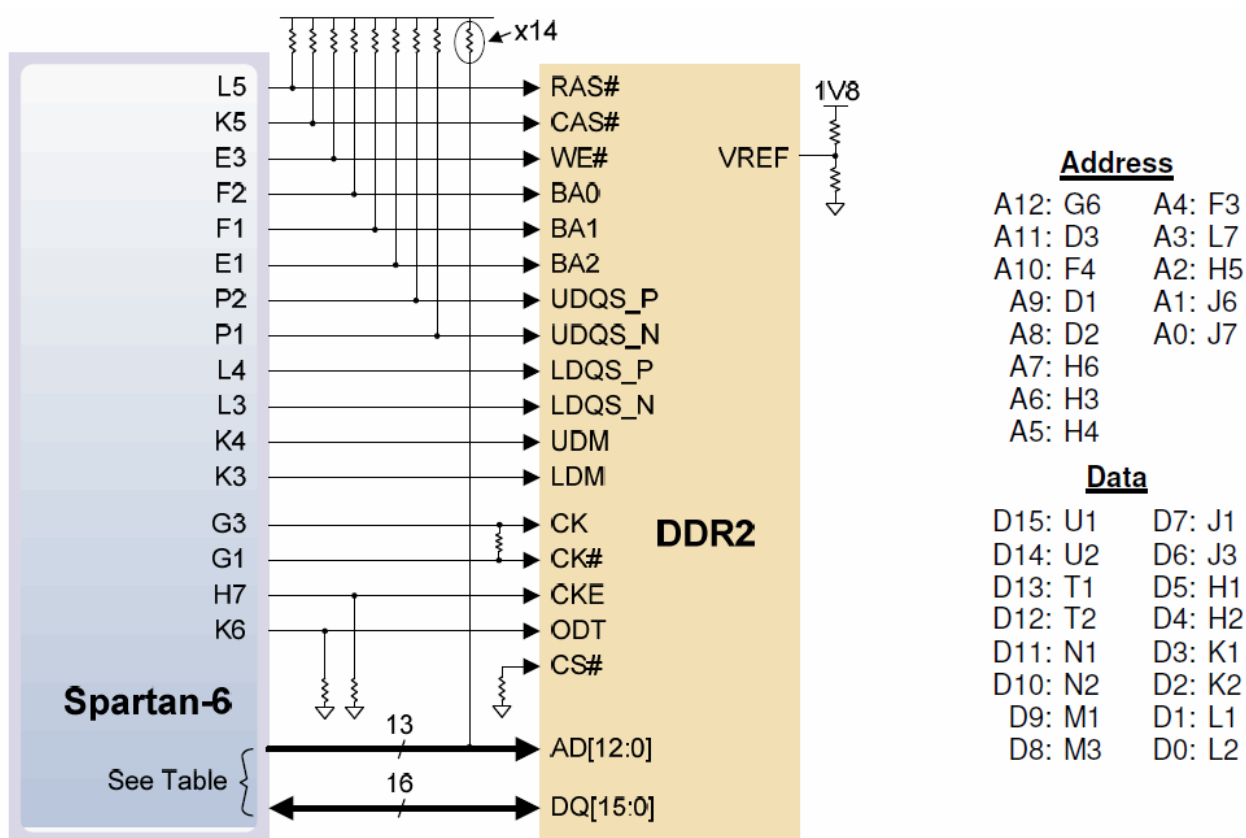 x14
L5 RAS#
K5 CAS#
E3 WE#
F2 BA0
F1 BA1
E1 BA2
P2 UDQS_P
P1 UDQS_N
L4 LDQS_P
L3 LDQS_N
K4 UDM
K3 LDM
G3 CK
G1 CK#
H7 CKE
K6 ODT
CS#
Spartan-6
DDR2
1V8
VREF
13
AD[12:0]
See Table
16
DQ[15:0]
Address
A12: G6 A4: F3
A11: D3 A3: L7
A10: F4 A2: H5
A9: D1 A1: J6
A8: D2 A0: J7
A7: H6
A6: H3
A5: H4
Data
D15: U1 D7: J1
D14: U2 D6: J3
D13: T1 D5: H1
D12: T2 D4: H2
D11: N1 D3: K1
D10: N2 D2: K2
D9: M1 D1: L1
D8: M3 D0: L2